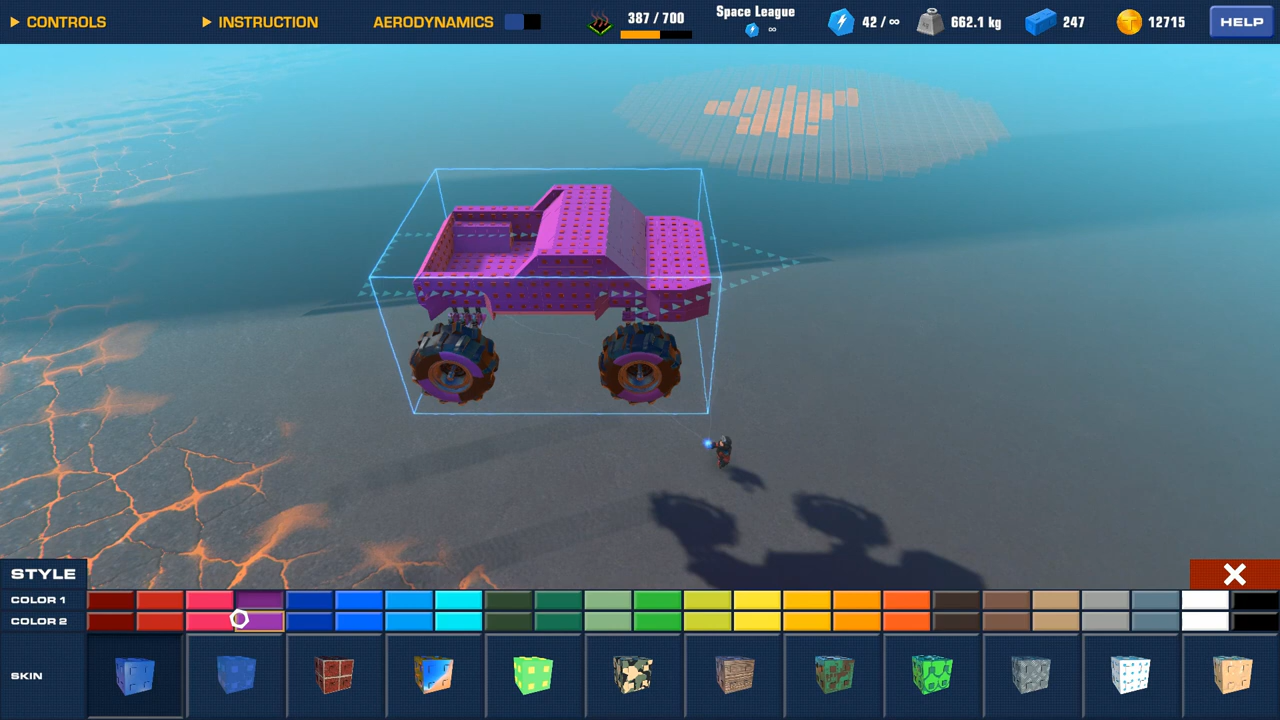 CONTROLS
INSTRUCTION
AERODYNAMICS
387 / 700
Space League
∞
42 / ∞
662.1 kg
247
12715
HELP
STYLE
COLOR 1
COLOR 2
SKIN